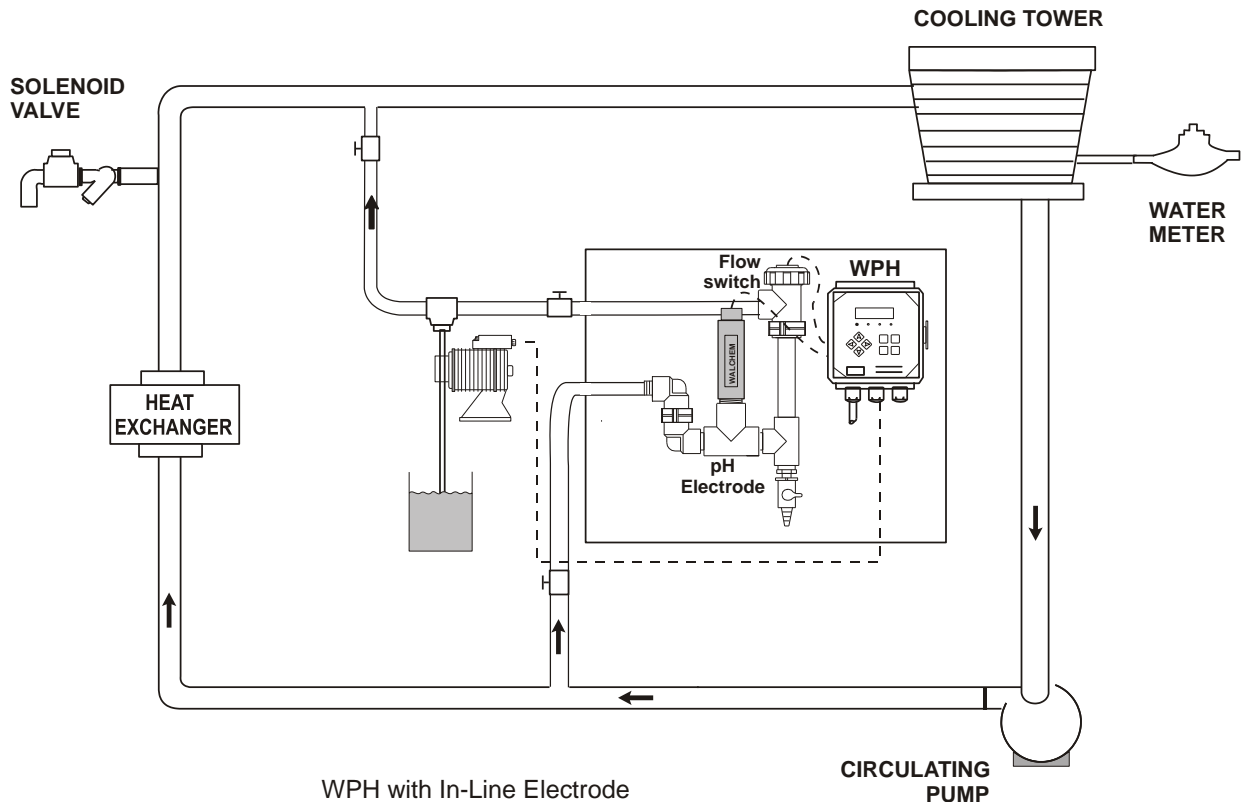 COOLING TOWER
SOLENOID
VALVE
WATER
METER
Flow
switch
WPH
WALCHEM
HEAT
EXCHANGER
pH
Electrode
WPH with In-Line Electrode
CIRCULATING
PUMP